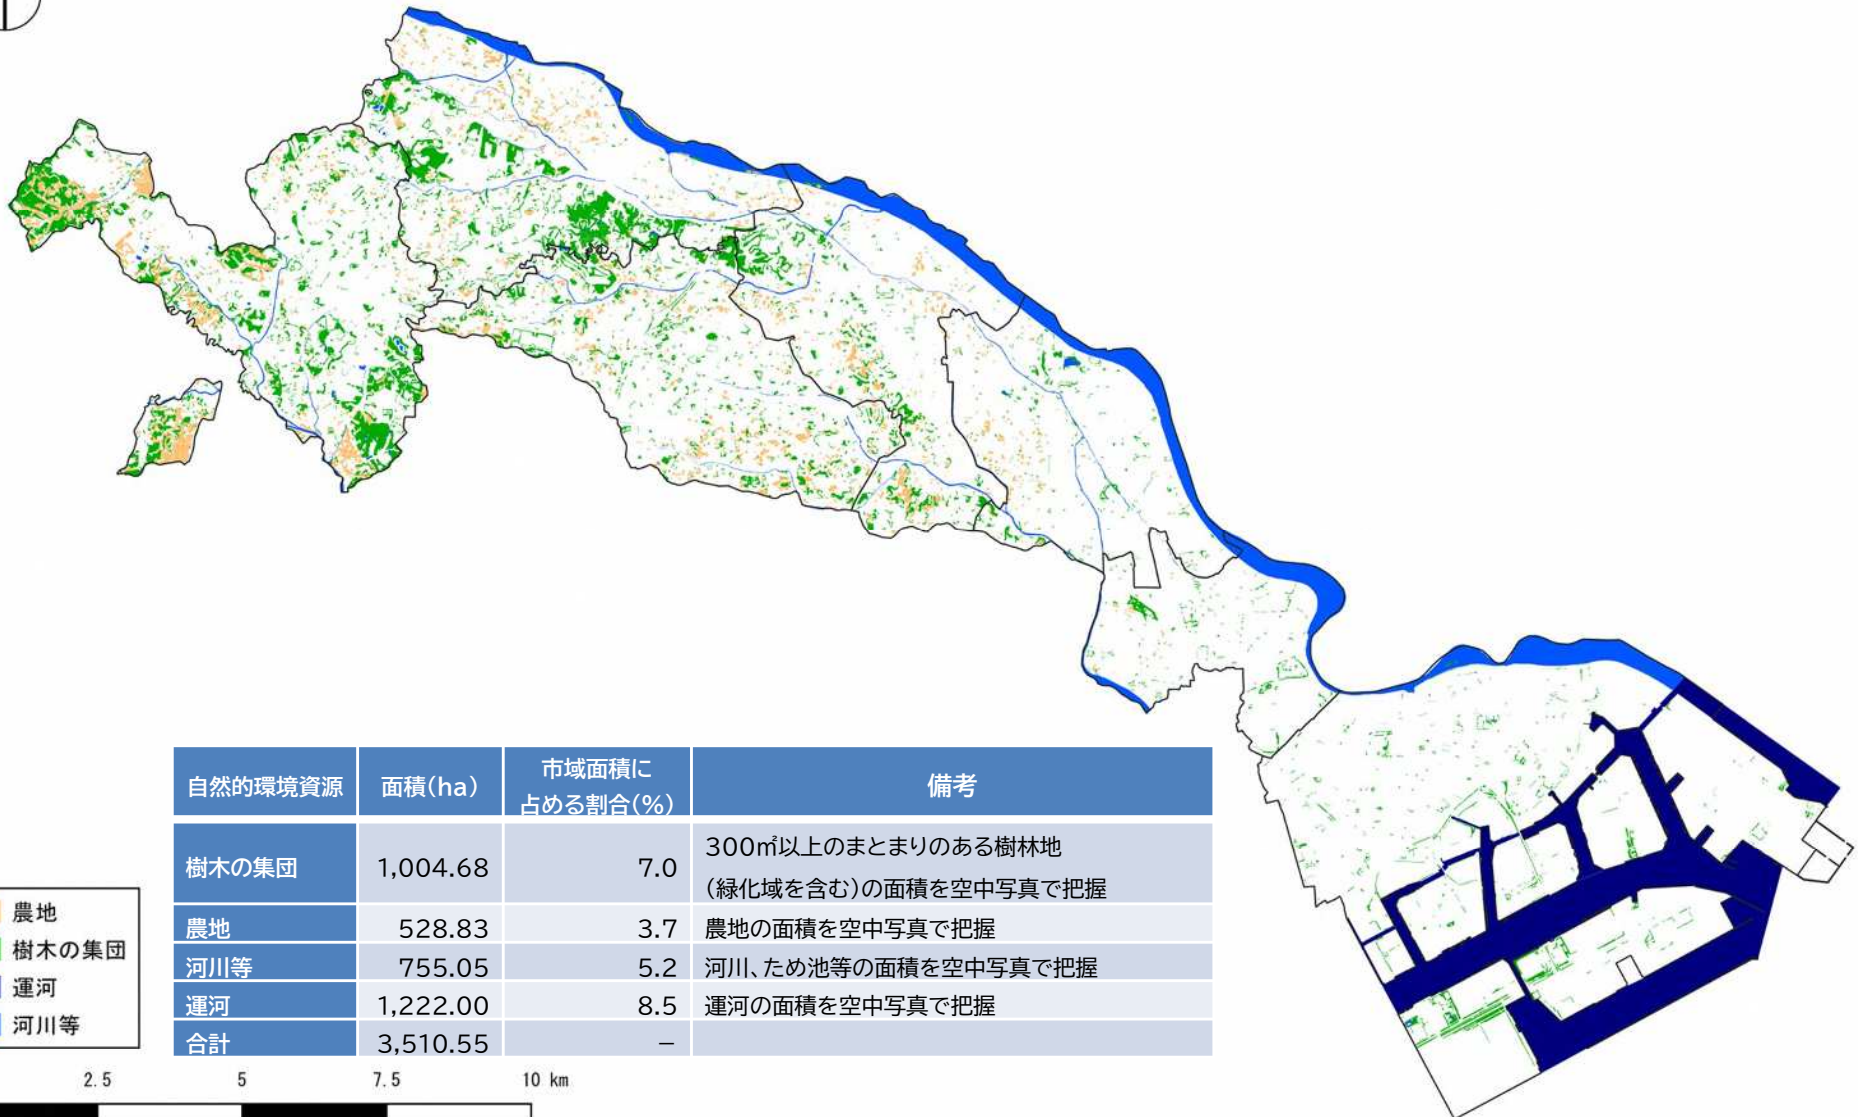 自然的環境資源 面積(ha) 市域面積に 備考
占める割合(%)
樹木の集団 1,004.68 7.0 300㎡以上のまとまりのある樹林地
(緑化域を含む)の面積を空中写真で把握
農地 528.83 3.7 農地の面積を空中写真で把握
河川等 755.05 5.2 河川、ため池等の面積を空中写真で把握
運河 1,222.00 8.5 運河の面積を空中写真で把握
合計 3,510.55 –
農地
樹木の集団
運河
河川等
2.5 5 7.5 10 km